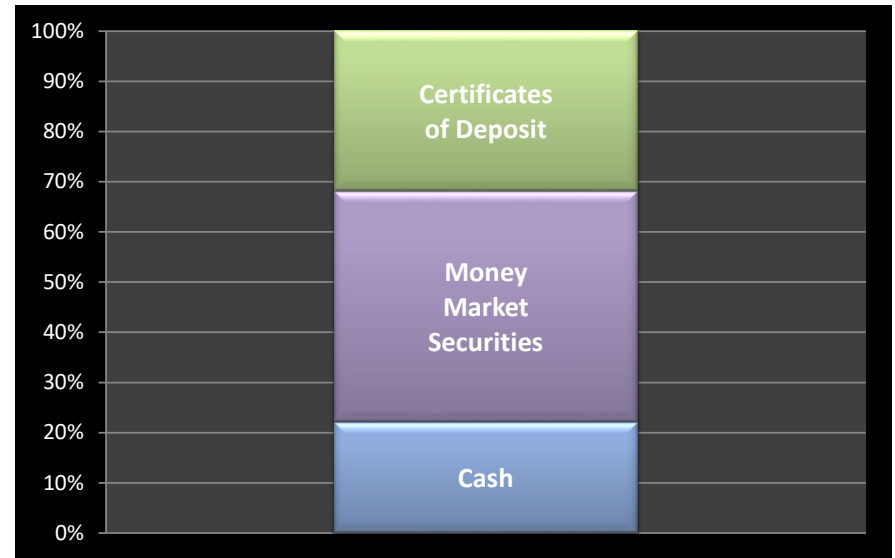 100%
90%
80%
70%
60%
50%
40%
30%
20%
10%
0%
Certificates
of Deposit
Money
Market
Securities
Cash